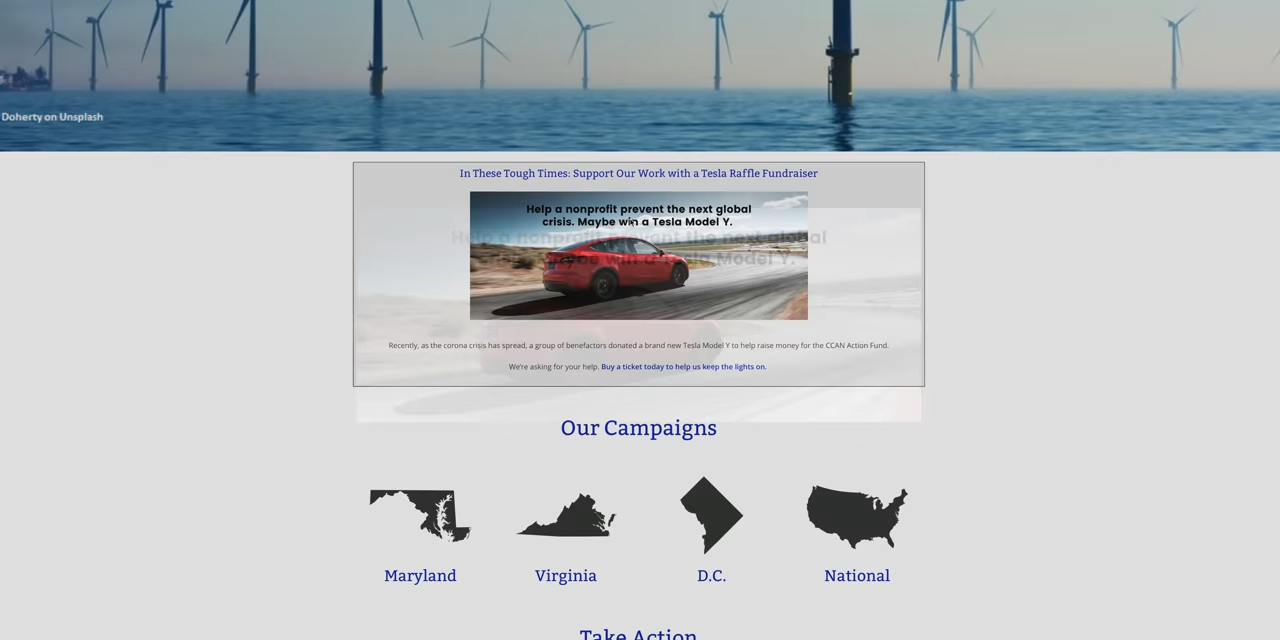 Doherty on Unsplash
In These Tough Times: Support Our Work with a Tesla Raffle Fundraiser
Help a nonprofit prevent the next global
crisis. Maybe win a Tesla Model Y.
Help a nonprofit prevent the next global
Maybe win a Tesla Model Y.
Recently, as the corona crisis has spread, a group of benefactors donated a brand new Tesla Model Y to help raise money for the CCAN Action Fund.
We're asking for your help. Buy a ticket today to help us keep the lights on.
Our Campaigns
Maryland
Virginia
D.C.
National
Take Action